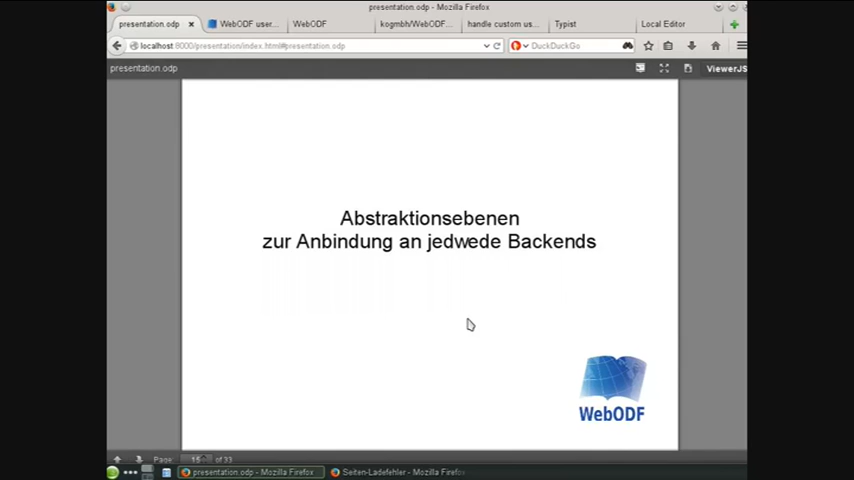 presentation.odp - Mozilla Firefox
presentation.odp
WebODF user...
WebODF
kogmbh/WebODF...
handle custom us...
Typist
Local Editor
localhost:8000/presentation/index.html#presentation.odp
DuckDuckGo
presentation.odp
ViewerJS
Abstraktionsebenen
zur Anbindung an jedwede Backends
WebODF
Page: 15 of 33
presentation.odp - Mozilla Firefox
Seiten-Ladefehler - Mozilla Firefox